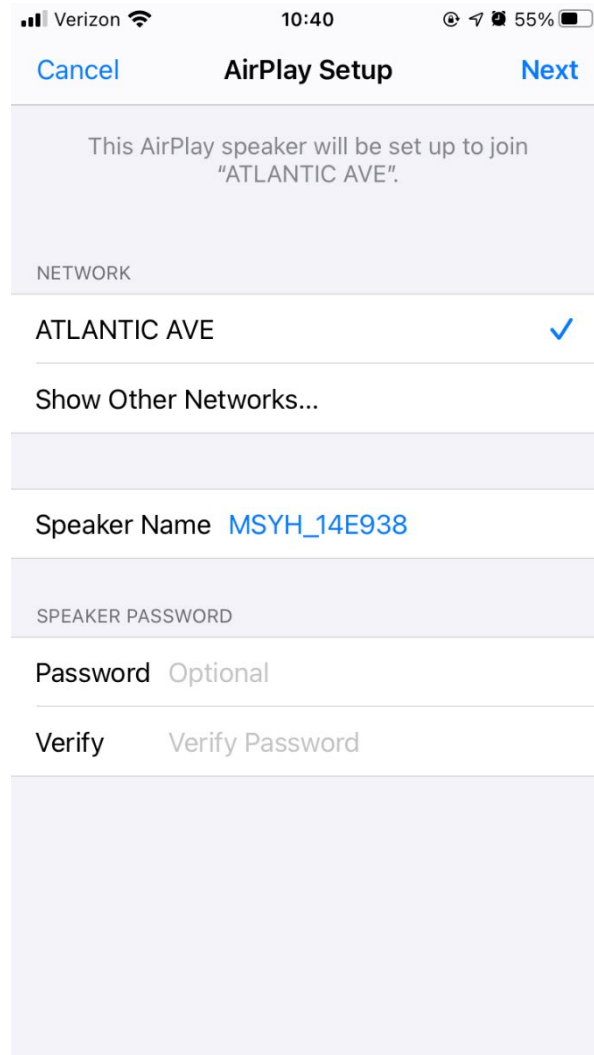 Verizon 10:40 55%
Cancel AirPlay Setup Next
This AirPlay speaker will be set up to join
“ATLANTIC AVE”.
NETWORK
ATLANTIC AVE
Show Other Networks...
Speaker Name MSYH_14E938
SPEAKER PASSWORD
Password Optional
Verify Verify Password